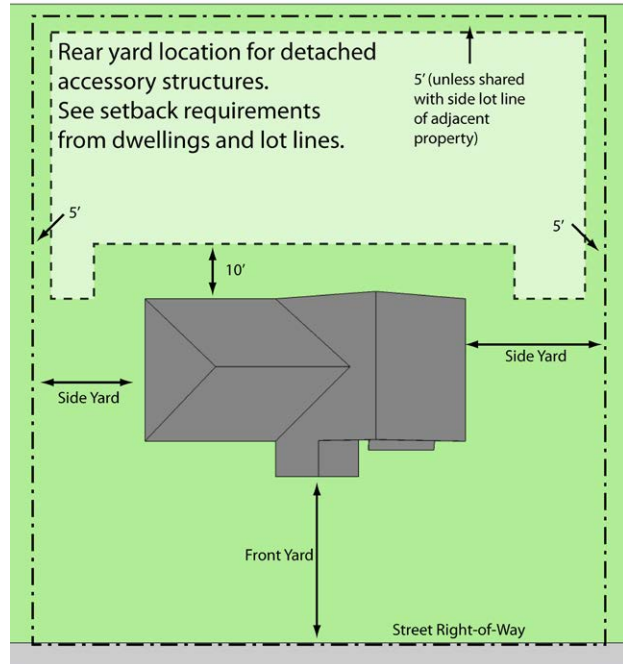 Rear yard location for detached
accessory structures.
See setback requirements
from dwellings and lot lines.
5’ (unless shared
with side lot line
of adjacent
property)
5’
5’
10’
Side Yard
Side Yard
Front Yard
Street Right-of-Way